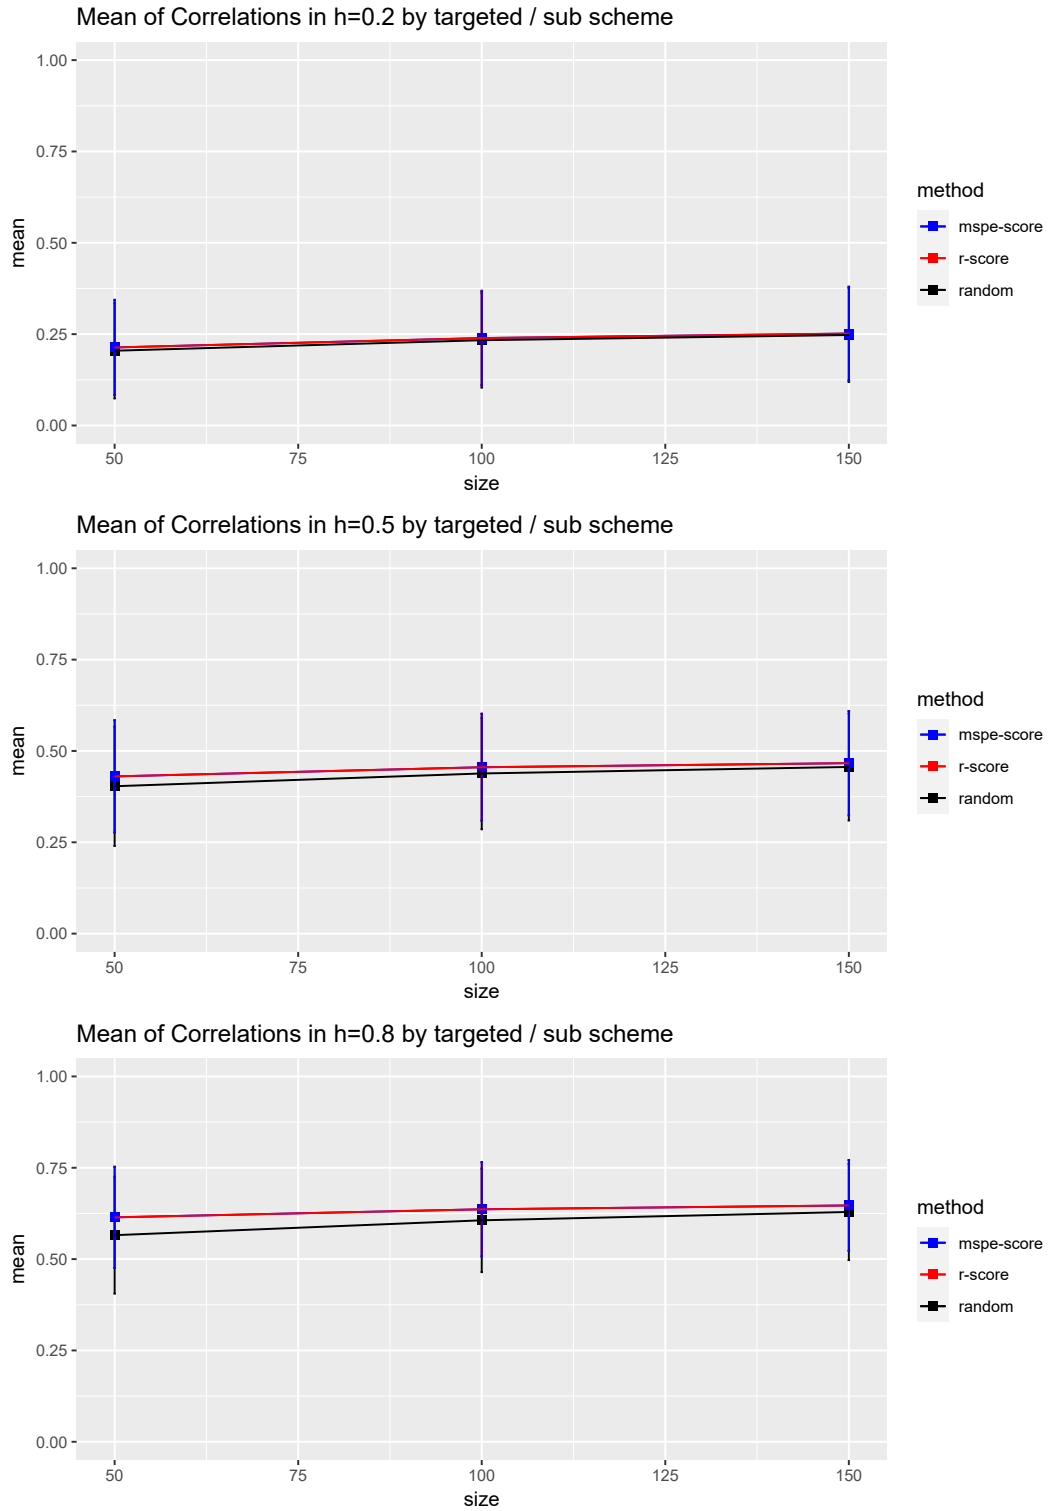 Mean of Correlations in h=0.2 by targeted / sub scheme
1.00
0.75
0.50
0.25
0.00
mean
50
75
100
125
150
size
method
mspe-score
r-score
random
Mean of Correlations in h=0.5 by targeted / sub scheme
1.00
0.75
0.50
0.25
0.00
mean
50
75
100
125
150
size
method
mspe-score
r-score
random
Mean of Correlations in h=0.8 by targeted / sub scheme
1.00
0.75
0.50
0.25
0.00
mean
50
75
100
125
150
size
method
mspe-score
r-score
random